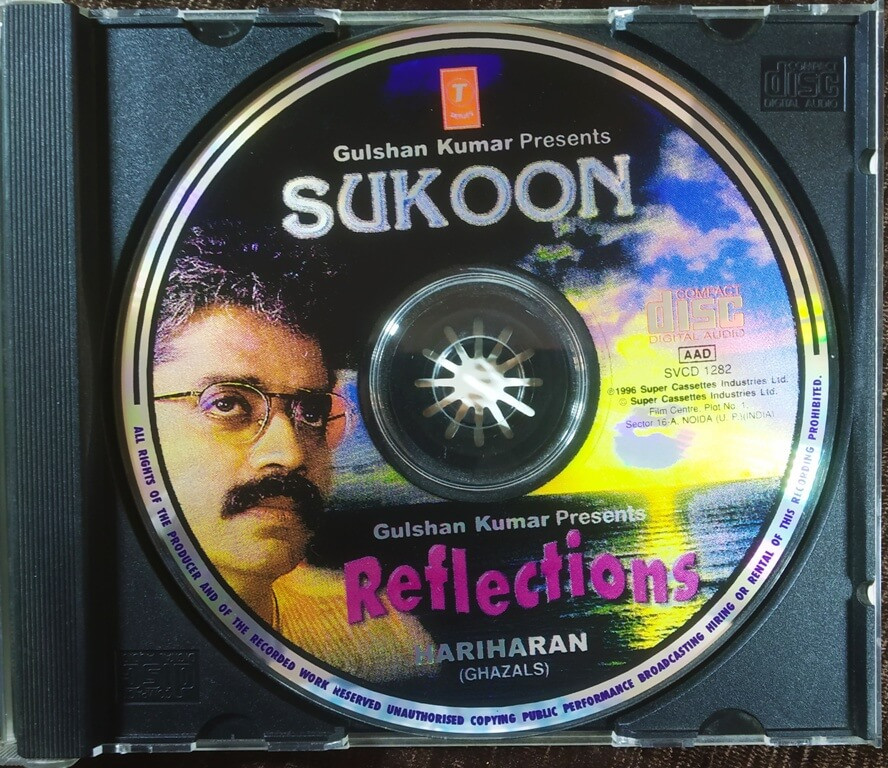 T
SERIES
Gulshan Kumar Presents
SUKOON
COMPACT
disc
DIGITAL AUDIO
COMPACT
disc
DIGITAL AUDIO
AAD
SVCD 1282
℗1996 Super Cassettes Industries Ltd.
© Super Cassettes Industries Ltd.
Film Centre, Plot No. 1,
Sector 16-A, NOIDA (U. P.)(INDIA)
Gulshan Kumar Presents
Reflections
HARIHARAN
(GHAZALS)
ALL RIGHTS OF THE PRODUCER AND OF THE RECORDED WORK RESERVED UNAUTHORISED COPYING PUBLIC PERFORMANCE BROADCASTING HIRING OR RENTAL OF THIS RECORDING PROHIBITED.